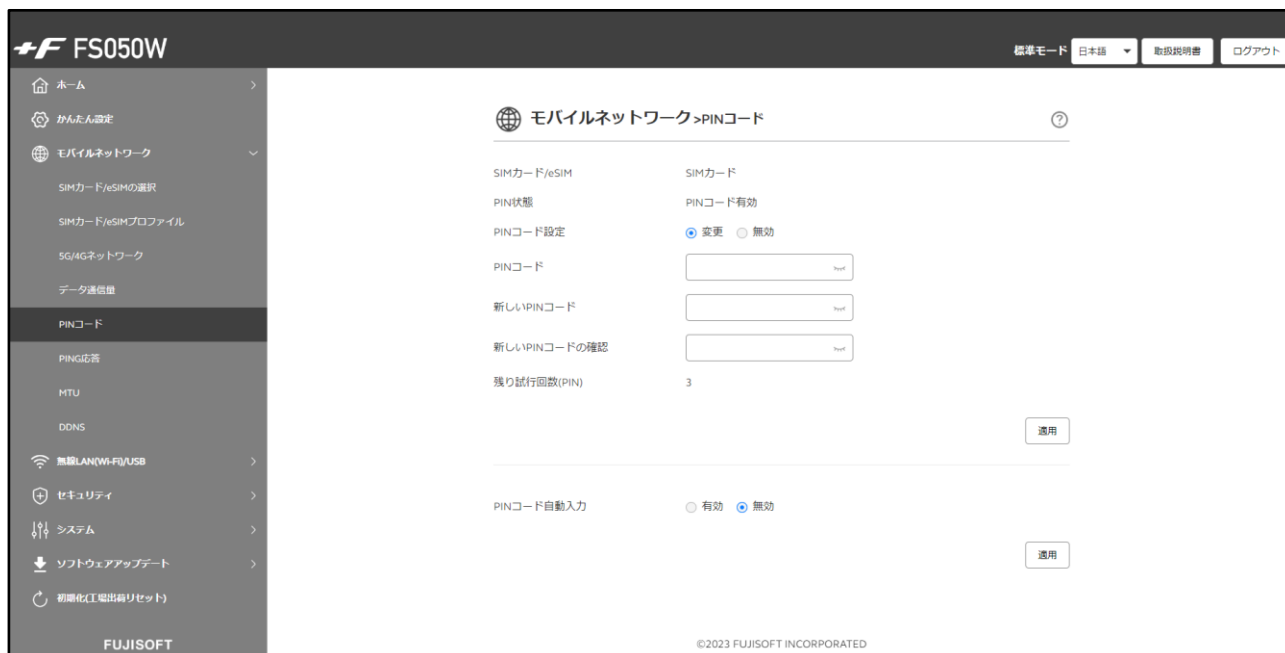 +F FS050W
標準モード 日本語 取扱説明書 ログアウト
ホーム
かんたん設定
モバイルネットワーク
SIMカード/eSIMの選択
SIMカード/eSIMプロファイル
5G/4Gネットワーク
データ通信量
PINコード
PING応答
MTU
DDNS
無線LAN(Wi-Fi)/USB
セキュリティ
システム
ソフトウェアアップデート
初期化(工場出荷リセット)
FUJISOFT
モバイルネットワーク>PINコード
SIMカード/eSIM SIMカード
PIN状態 PINコード有効
PINコード設定 変更 無効
PINコード
新しいPINコード
新しいPINコードの確認
残り試行回数(PIN) 3
適用
PINコード自動入力 有効 無効
適用
©2023 FUJISOFT INCORPORATED